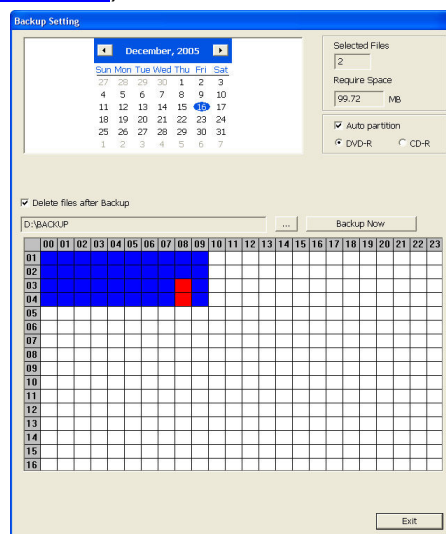 Backup Setting
December, 2005
Sun Mon Tue Wed Thu Fri Sat
27 28 29 30 1 2 3
4 5 6 7 8 9 10
11 12 13 14 15 16 17
18 19 20 21 22 23 24
25 26 27 28 29 30 31
1 2 3 4 5 6 7
Selected Files
2
Require Space
99.72 MB
Auto partition
DVD-R CD-R
Delete files after Backup
D:\BACKUP ... Backup Now
00 01 02 03 04 05 06 07 08 09 10 11 12 13 14 15 16 17 18 19 20 21 22 23
01
02
03
04
05
06
07
08
09
10
11
12
13
14
15
16
Exit